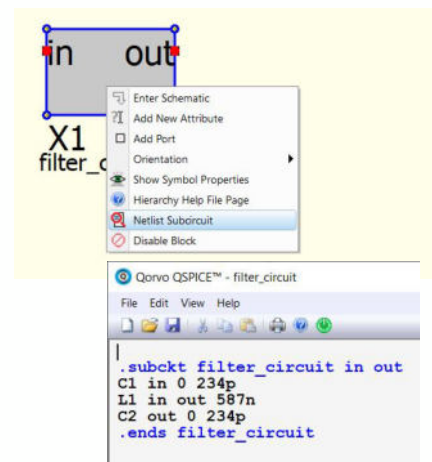 in out
X1
filter_c
Enter Schematic
Add New Attribute
Add Port
Orientation
Show Symbol Properties
Hierarchy Help File Page
Netlist Subcircuit
Disable Block
Qorvo QSPICE™ - filter_circuit
File Edit View Help
.subckt filter_circuit in out
C1 in 0 234p
L1 in out 587n
C2 out 0 234p
.ends filter_circuit